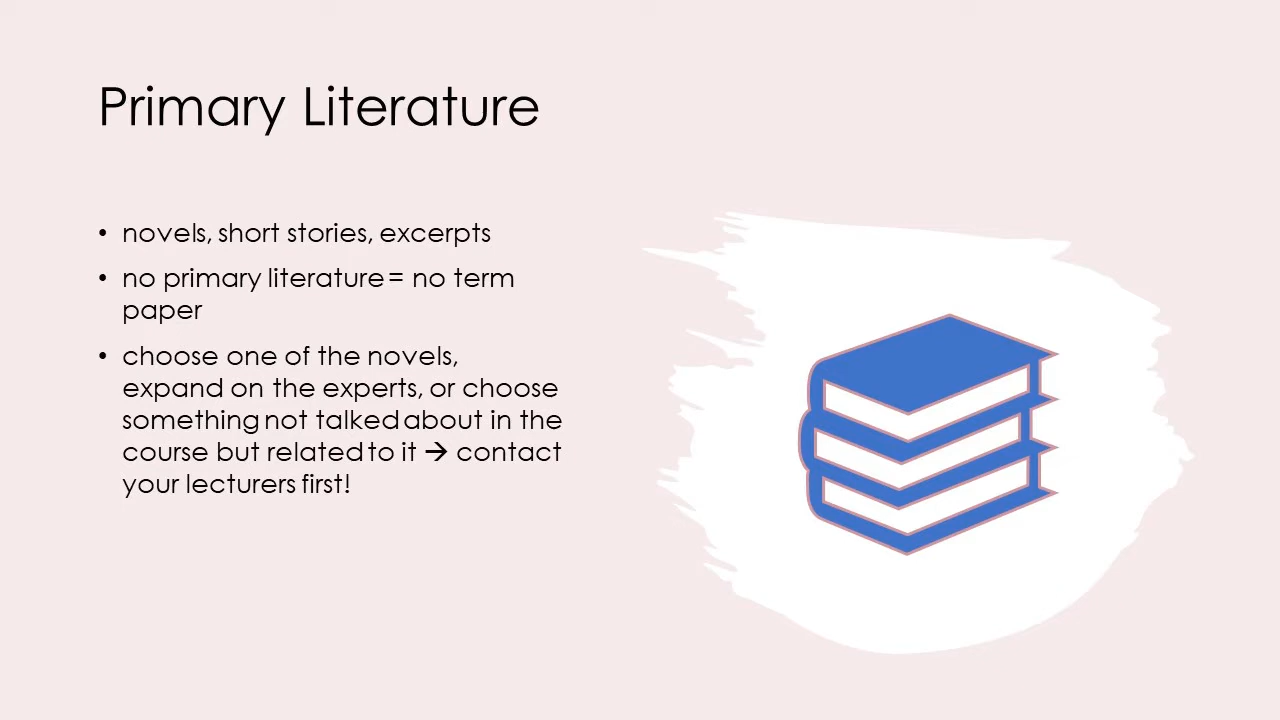 Primary Literature
• novels, short stories, excerpts
• no primary literature = no term
paper
• choose one of the novels,
expand on the experts, or choose
something not talked about in the
course but related to it → contact
your lecturers first!